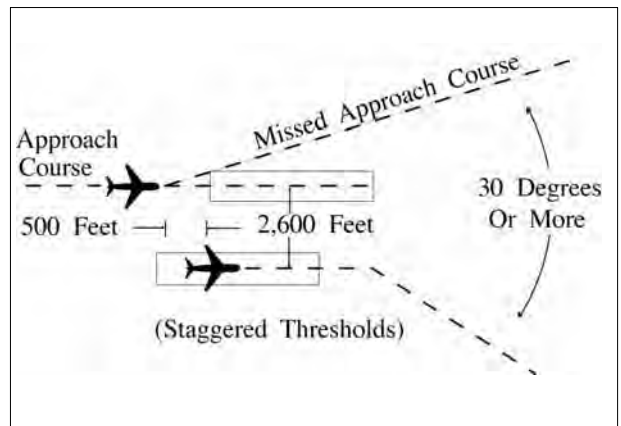 Missed Approach Course
Approach
Course
500 Feet
2,600 Feet
30 Degrees
Or More
(Staggered Thresholds)